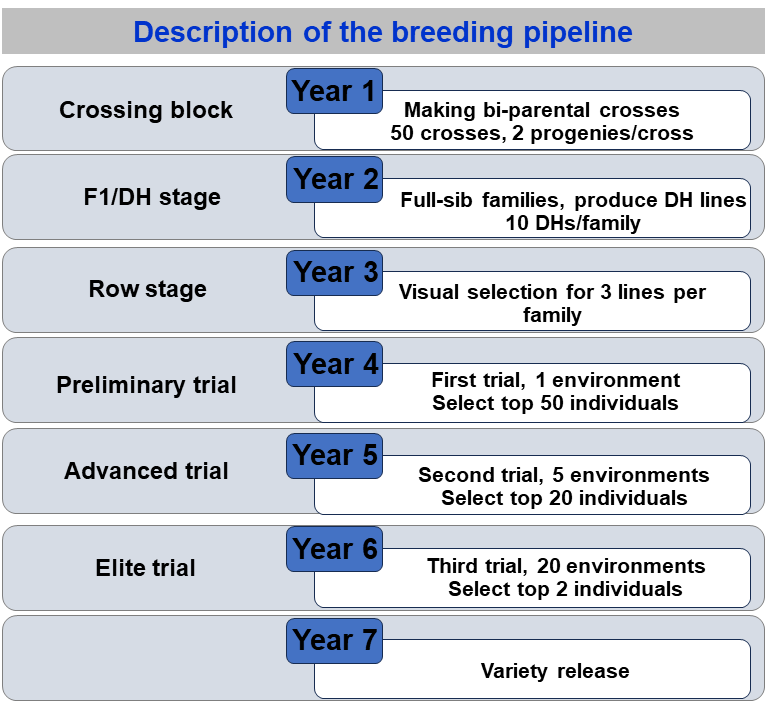 Description of the breeding pipeline
Crossing block
Year 1
Making bi-parental crosses
50 crosses, 2 progenies/cross
F1/DH stage
Year 2
Full-sib families, produce DH lines
10 DHs/family
Row stage
Year 3
Visual selection for 3 lines per
family
Preliminary trial
Year 4
First trial, 1 environment
Select top 50 individuals
Advanced trial
Year 5
Second trial, 5 environments
Select top 20 individuals
Elite trial
Year 6
Third trial, 20 environments
Select top 2 individuals
Year 7
Variety release